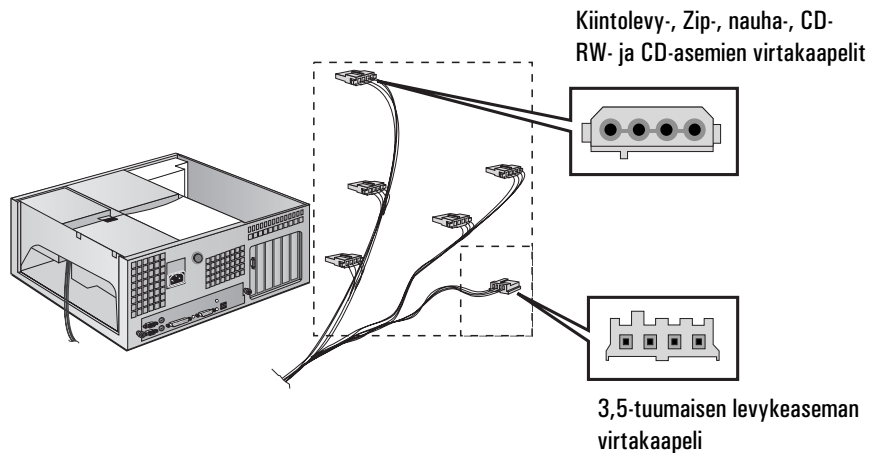 Kiintolevy-, Zip-, nauha-, CD-
RW- ja CD-asemien virtakaapelit
3,5-tuumaisen levykeaseman
virtakaapeli